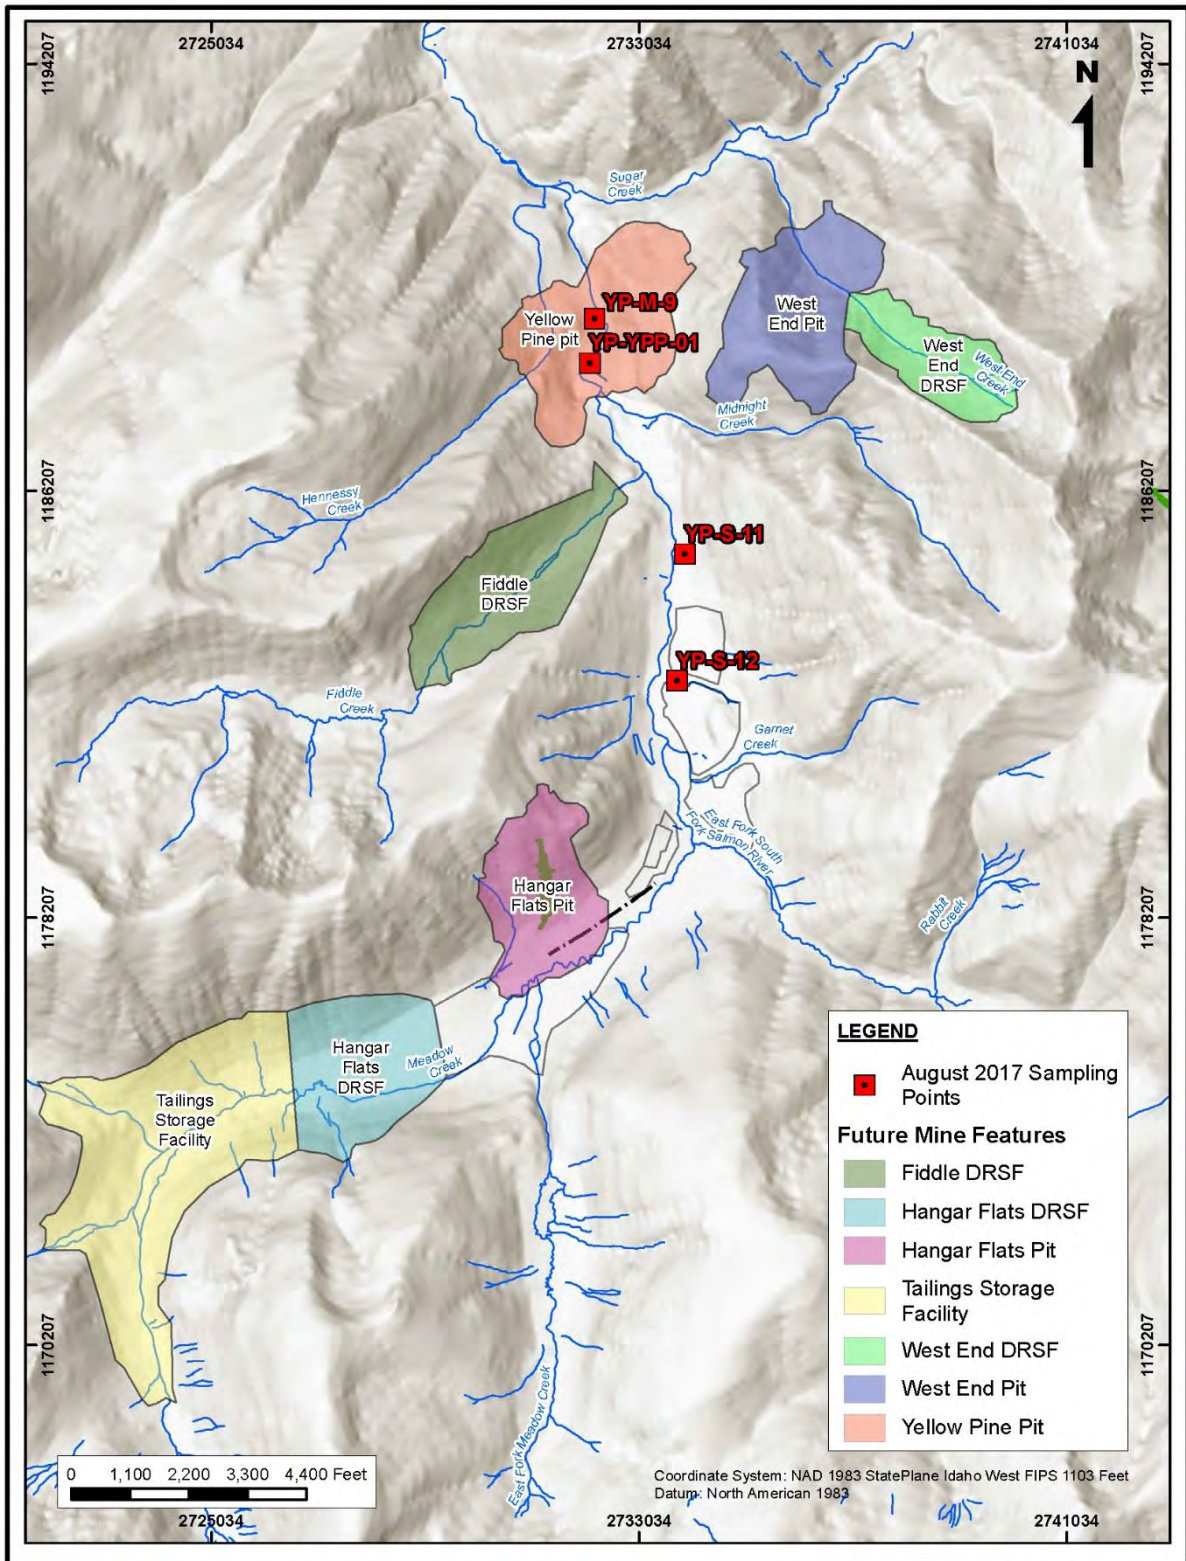 2725034
2733034
2741034
1194207
1194207
N
Sugar
Creek
YP-M-9
Yellow
Pine pit
YP-YPP-01
West
End Pit
West
End
DRSF
West End
Creek
Midnight
Creek
1186207
1186207
Hennessy
Creek
YP-S-11
Fiddle
DRSF
YP-S-12
Fiddle
Creek
Garnet
Creek
East Fork South
Fork Salmon River
Hangar
Flats Pit
Rabbit
Creek
1178207
1178207
Hangar
Flats
DRSF
Meadow
Creek
Tailings
Storage
Facility
LEGEND
August 2017 Sampling
Points
Future Mine Features
Fiddle DRSF
Hangar Flats DRSF
Hangar Flats Pit
Tailings Storage
Facility
West End DRSF
West End Pit
Yellow Pine Pit
1170207
1170207
East Fork Meadow Creek
0 1,100 2,200 3,300 4,400 Feet
Coordinate System: NAD 1983 StatePlane Idaho West FIPS 1103 Feet
Datum: North American 1983
2725034
2733034
2741034